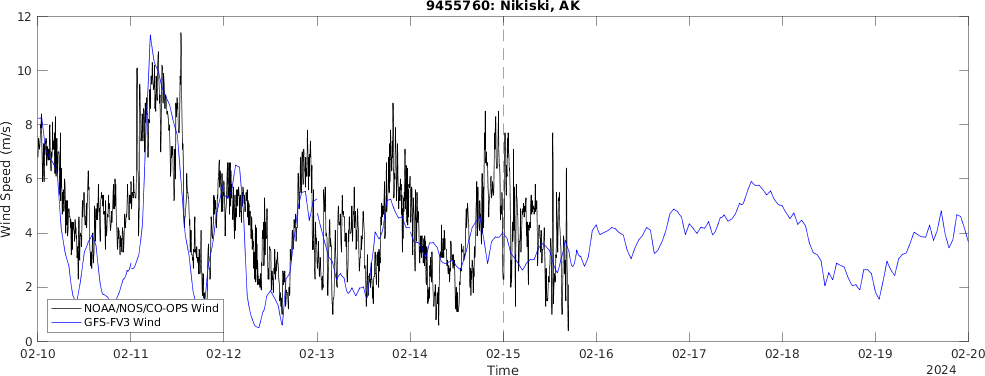 9455760: Nikiski, AK
12
10
8
6
4
2
0
Wind Speed (m/s)
NOAA/NOS/CO-OPS Wind
GFS-FV3 Wind
02-10 02-11 02-12 02-13 02-14 02-15 02-16 02-17 02-18 02-19 02-20
Time
2024